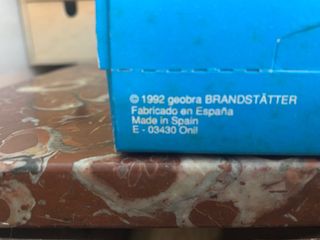 © 1992 geobra BRANDSTÄTTER
Fabricado en España
Made in Spain
E - 03430 Onil